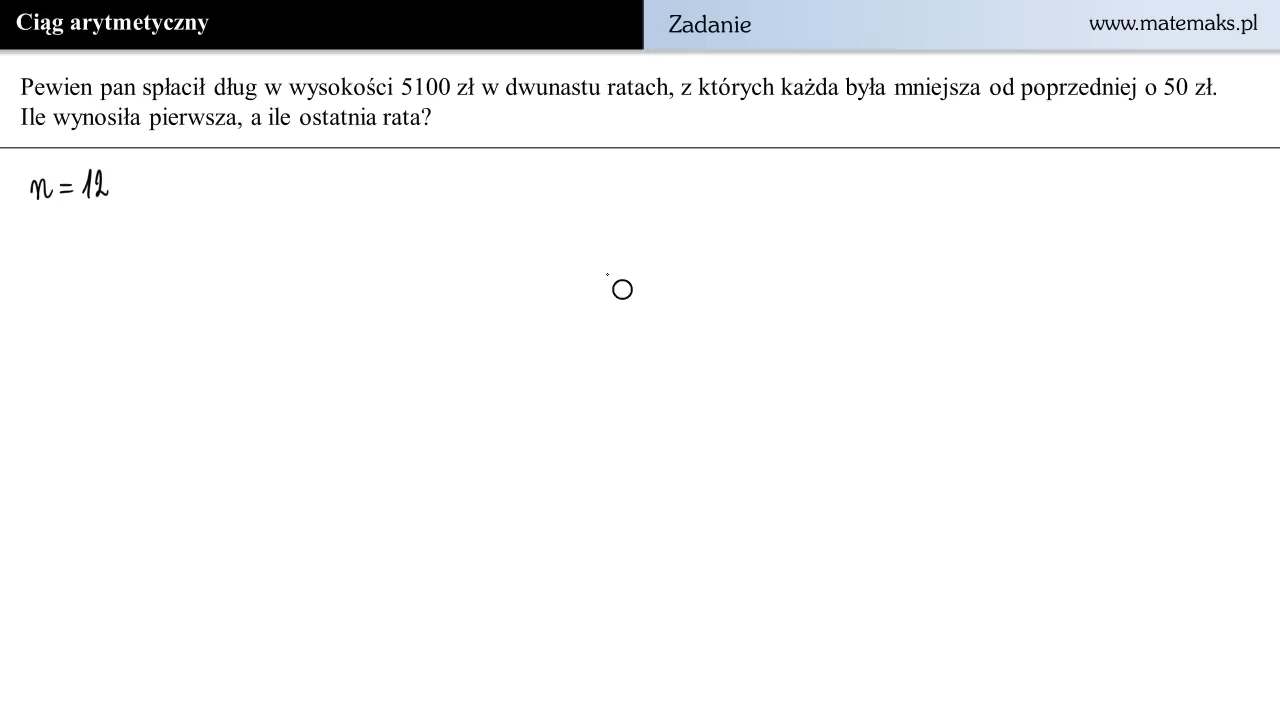 Ciąg arytmetyczny
Zadanie
www.matemaks.pl
Pewien pan spłacił dług w wysokości 5100 zł w dwunastu ratach, z których każda była mniejsza od poprzedniej o 50 zł.
Ile wynosiła pierwsza, a ile ostatnia rata?
n = 12